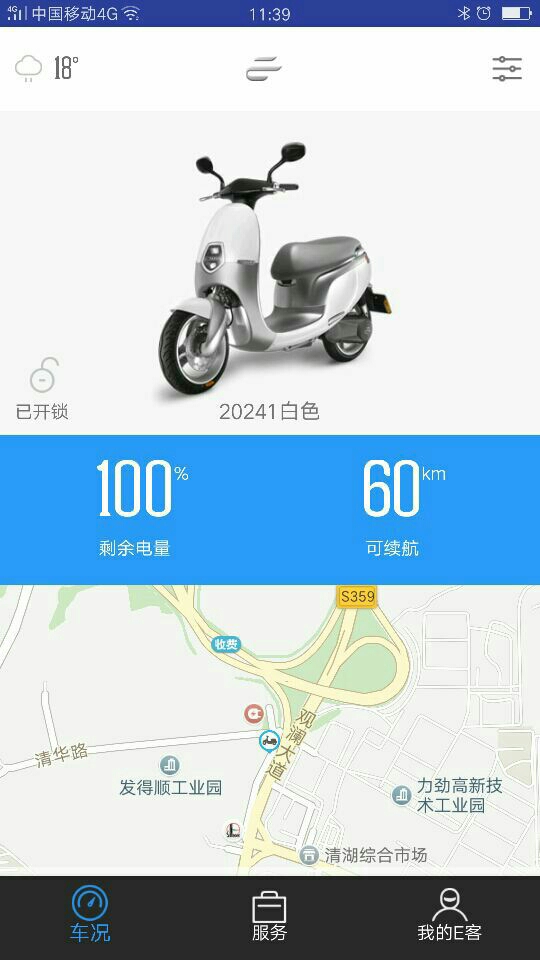 4G 中国移动4G
11:39
18°
已开锁
20241白色
100%
60km
剩余电量
可续航
S359
收费
观澜大道
清华路
发得顺工业园
力劲高新技
术工业园
清湖综合市场
车况
服务
我的E客